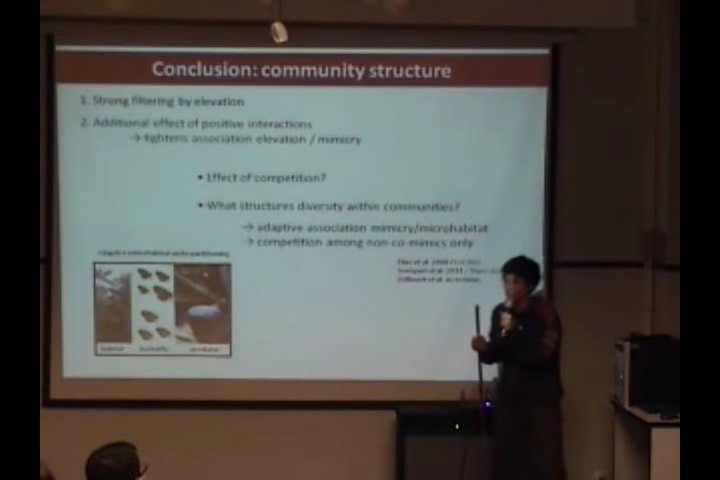 Conclusion: community structure
1. Strong filtering by elevation
2. Additional effect of positive interactions
→ tightens association elevation / mimicry
• Effect of competition?
• What structures diversity within communities?
→ adaptive association mimicry/microhabitat
→ competition among non-co-mimics only